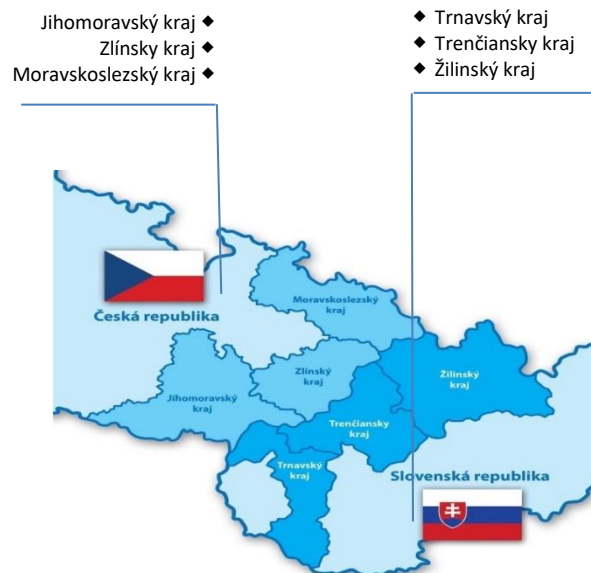 Jihomoravský kraj ◆
Zlínsky kraj ◆
Moravskoslezský kraj ◆
◆ Trnavský kraj
◆ Trenčiansky kraj
◆ Žilinský kraj
Moravskoslezský
kraj
Česká republika
Zlínský
kraj
Žilinský
kraj
Jihomoravský
kraj
Trenčiansky
kraj
Trnavský
kraj
Slovenská republika